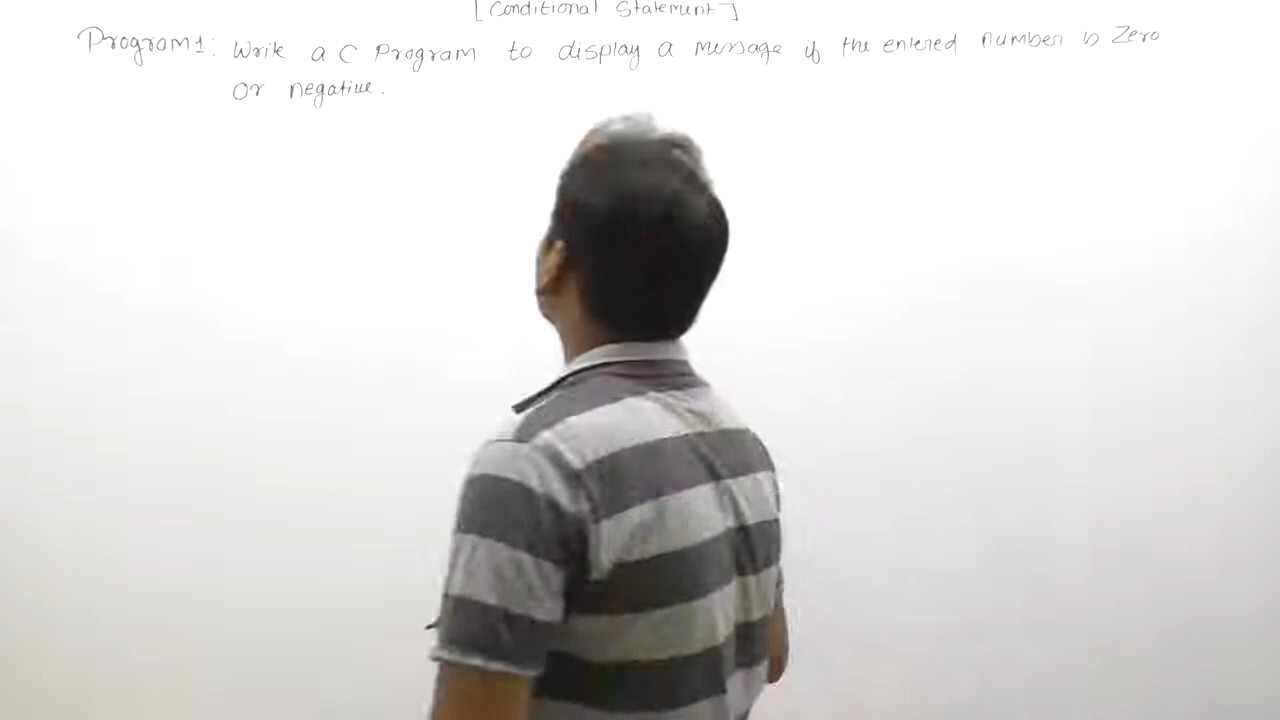 [Conditional Statement]
Program1: Write a C Program to display a message if the entered number is Zero
or negative.